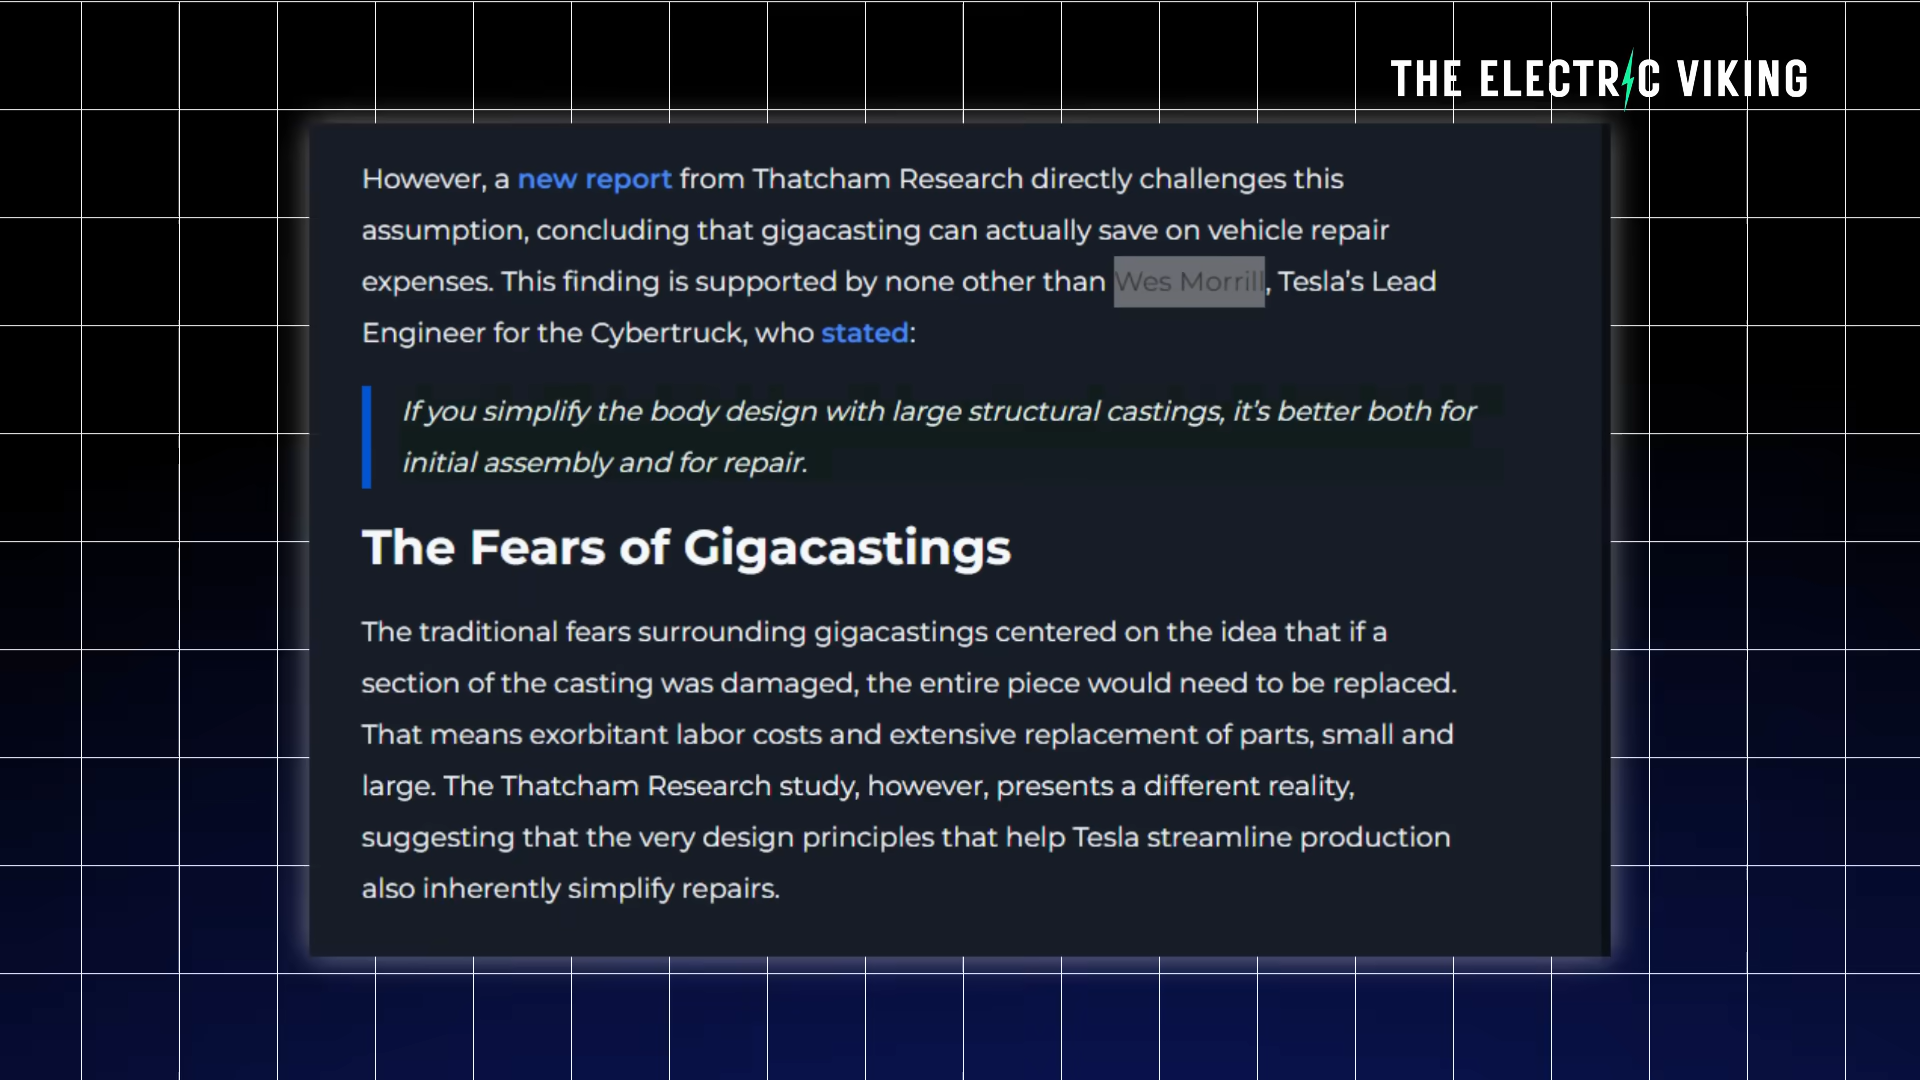 THE ELECTRIC VIKING
However, a new report from Thatcham Research directly challenges this
assumption, concluding that gigacasting can actually save on vehicle repair
expenses. This finding is supported by none other than Wes Morrill, Tesla’s Lead
Engineer for the Cybertruck, who stated:
If you simplify the body design with large structural castings, it’s better both for
initial assembly and for repair.
The Fears of Gigacastings
The traditional fears surrounding gigacastings centered on the idea that if a
section of the casting was damaged, the entire piece would need to be replaced.
That means exorbitant labor costs and extensive replacement of parts, small and
large. The Thatcham Research study, however, presents a different reality,
suggesting that the very design principles that help Tesla streamline production
also inherently simplify repairs.